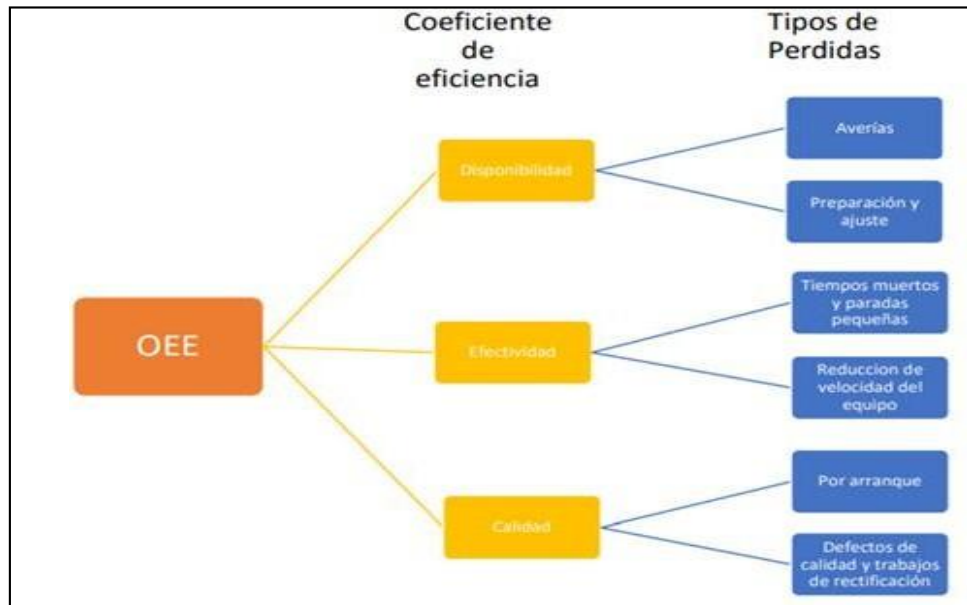 Coeficiente
de
eficiencia
Tipos de
Perdidas
OEE
Disponibilidad
Averías
Preparación y
ajuste
Efectividad
Tiempos muertos
y paradas
pequeñas
Reduccion de
velocidad del
equipo
Calidad
Por arranque
Defectos de
calidad y trabajos
de rectificación